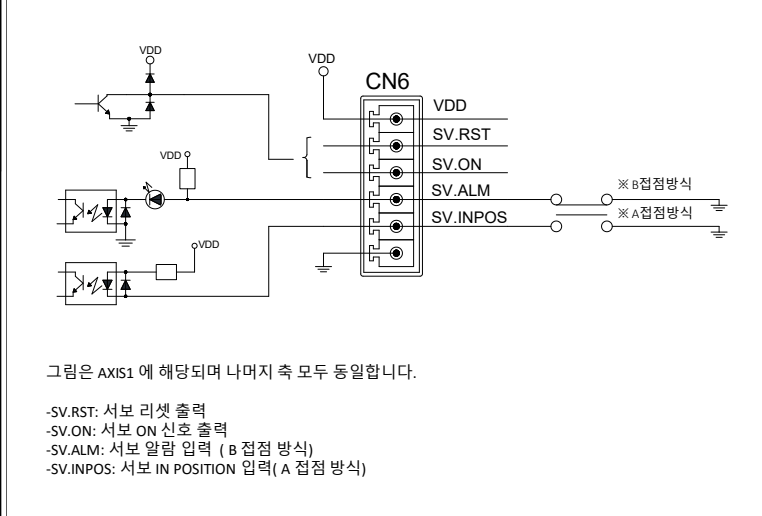 VDD
VDD
CN6
VDD
SV.RST
VDD
SV.ON
SV.ALM
※ B접점방식
SV.INPOS
※ A접점방식
VDD
그림은 AXIS1 에 해당되며 나머지 축 모두 동일합니다.
-SV.RST: 서보 리셋 출력
-SV.ON: 서보 ON 신호 출력
-SV.ALM: 서보 알람 입력 ( B 접점 방식)
-SV.INPOS: 서보 IN POSITION 입력( A 접점 방식)